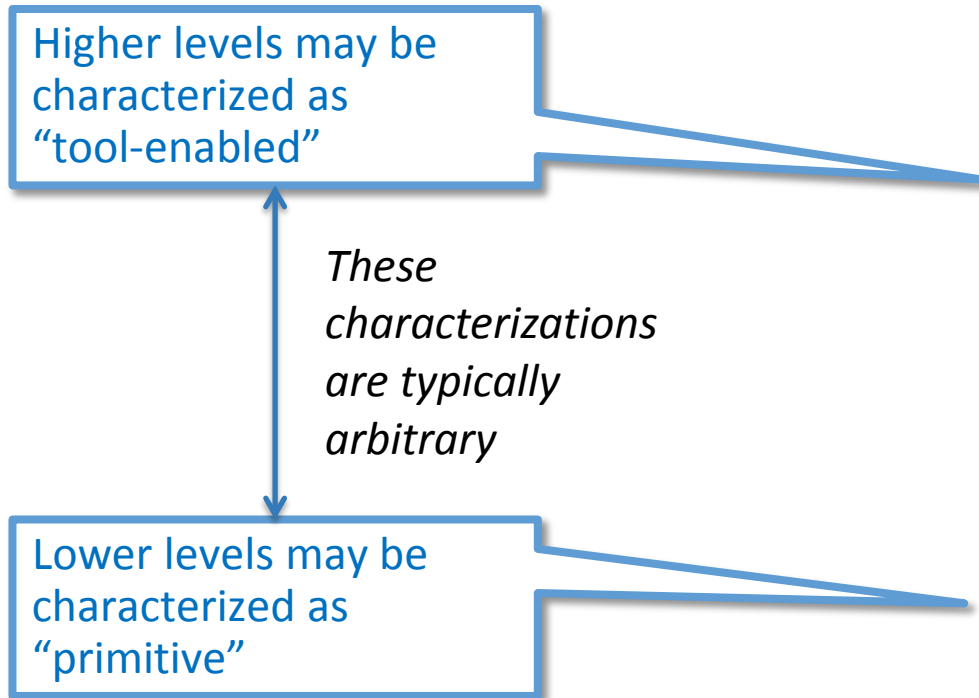 Higher levels may be
characterized as
“tool-enabled”
These
characterizations
are typically
arbitrary
Lower levels may be
characterized as
“primitive”